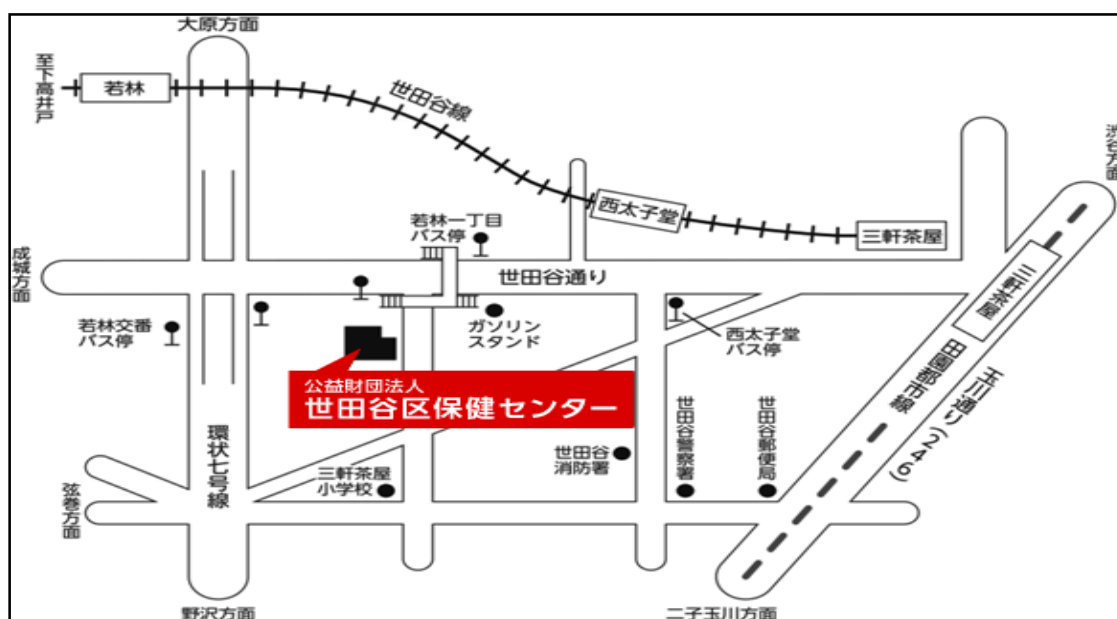 大原方面
至下高井戸
若林
世田谷線
渋谷方面
西太子堂
三軒茶屋
若林一丁目
バス停
成城方面
世田谷通り
三軒茶屋
若林交番
バス停
ガソリン
スタンド
西太子堂
バス停
田園都市線
玉川通り(246)
公益財団法人
世田谷区保健センター
環状七号線
世田谷
消防署
世田谷警察署
世田谷郵便局
三軒茶屋
小学校
弦巻方面
野沢方面
二子玉川方面